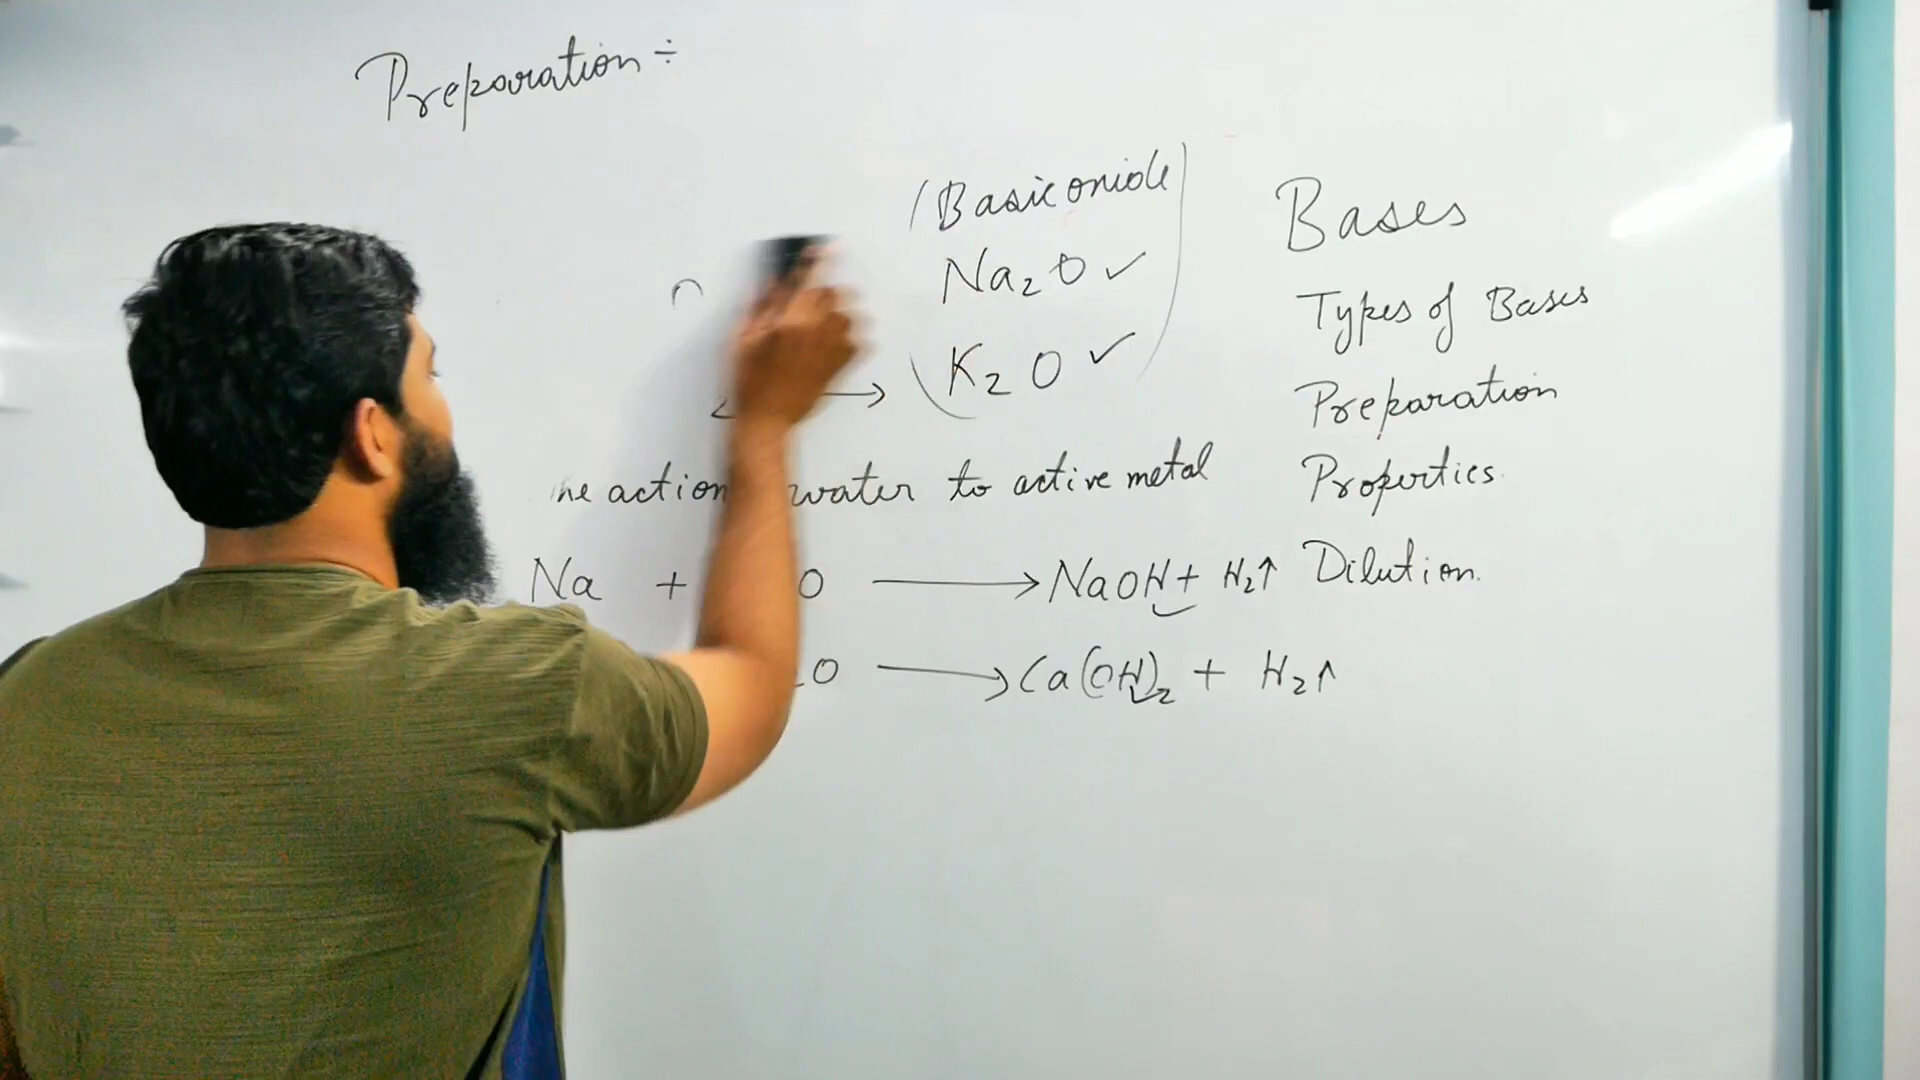 Preparation ÷
(Basic oxide)
Na₂O ✓
K₂O ✓
→
action water to active metal
Na + O → NaOH + H₂↑
O → Ca(OH)₂ + H₂↑
Bases
Types of Bases
Preparation
Properties.
Dilution.